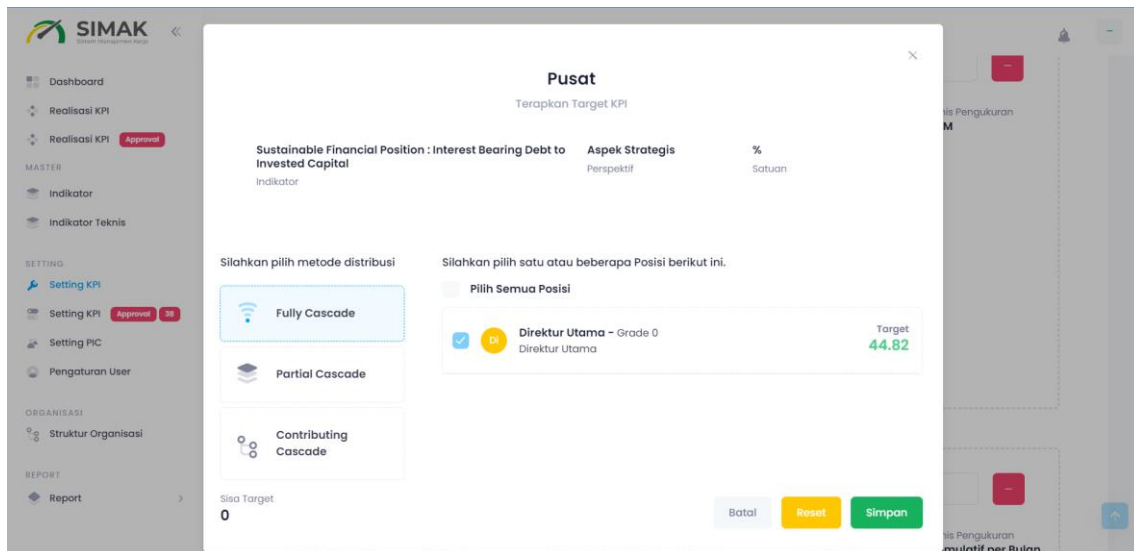 SIMAK
Sistem Manajemen Kerja
Dashboard
Realisasi KPI
Realisasi KPI Approval
MASTER
Indikator
Indikator Teknis
SETTING
Setting KPI
Setting KPI Approval 38
Setting PIC
Pengaturan User
ORGANISASI
Struktur Organisasi
REPORT
Report
Pusat
Terapkan Target KPI
Sustainable Financial Position : Interest Bearing Debt to
Invested Capital
Indikator
Aspek Strategis
Perspektif
%
Satuan
Silahkan pilih metode distribusi
Fully Cascade
Partial Cascade
Contributing
Cascade
Sisa Target
0
Silahkan pilih satu atau beberapa Posisi berikut ini.
Pilih Semua Posisi
Di
Direktur Utama - Grade 0
Direktur Utama
Target
44.82
Batal
Reset
Simpan
nis Pengukuran
M
nis Pengukuran
mulatif per Bulan